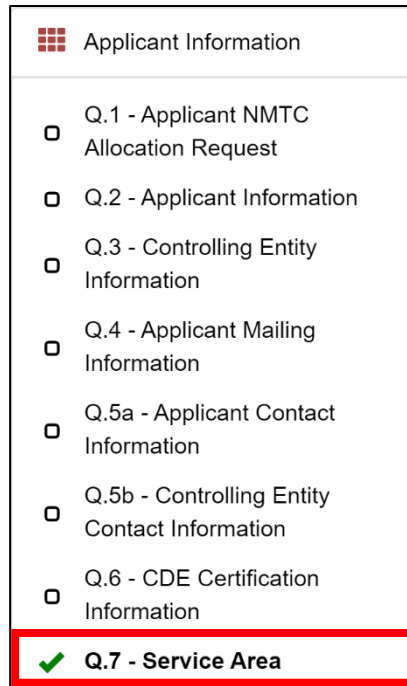 Applicant Information
Q.1 - Applicant NMTC
Allocation Request
Q.2 - Applicant Information
Q.3 - Controlling Entity
Information
Q.4 - Applicant Mailing
Information
Q.5a - Applicant Contact
Information
Q.5b - Controlling Entity
Contact Information
Q.6 - CDE Certification
Information
Q.7 - Service Area